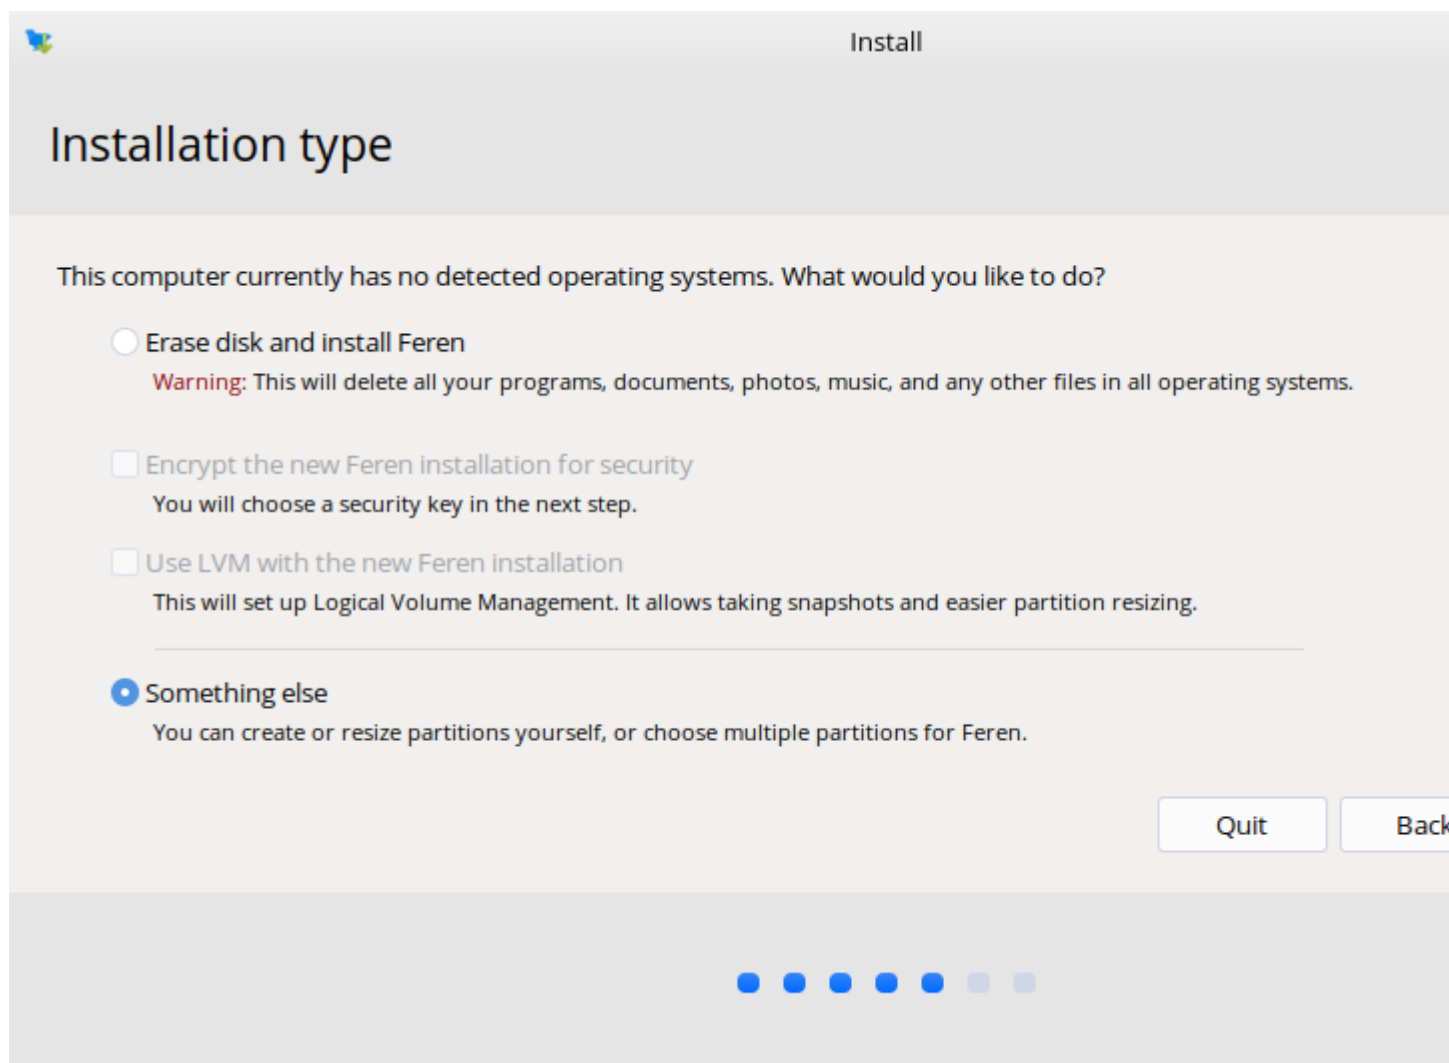 Install
Installation type
This computer currently has no detected operating systems. What would you like to do?
Erase disk and install Feren
Warning: This will delete all your programs, documents, photos, music, and any other files in all operating systems.
Encrypt the new Feren installation for security
You will choose a security key in the next step.
Use LVM with the new Feren installation
This will set up Logical Volume Management. It allows taking snapshots and easier partition resizing.
Something else
You can create or resize partitions yourself, or choose multiple partitions for Feren.
Quit
Back